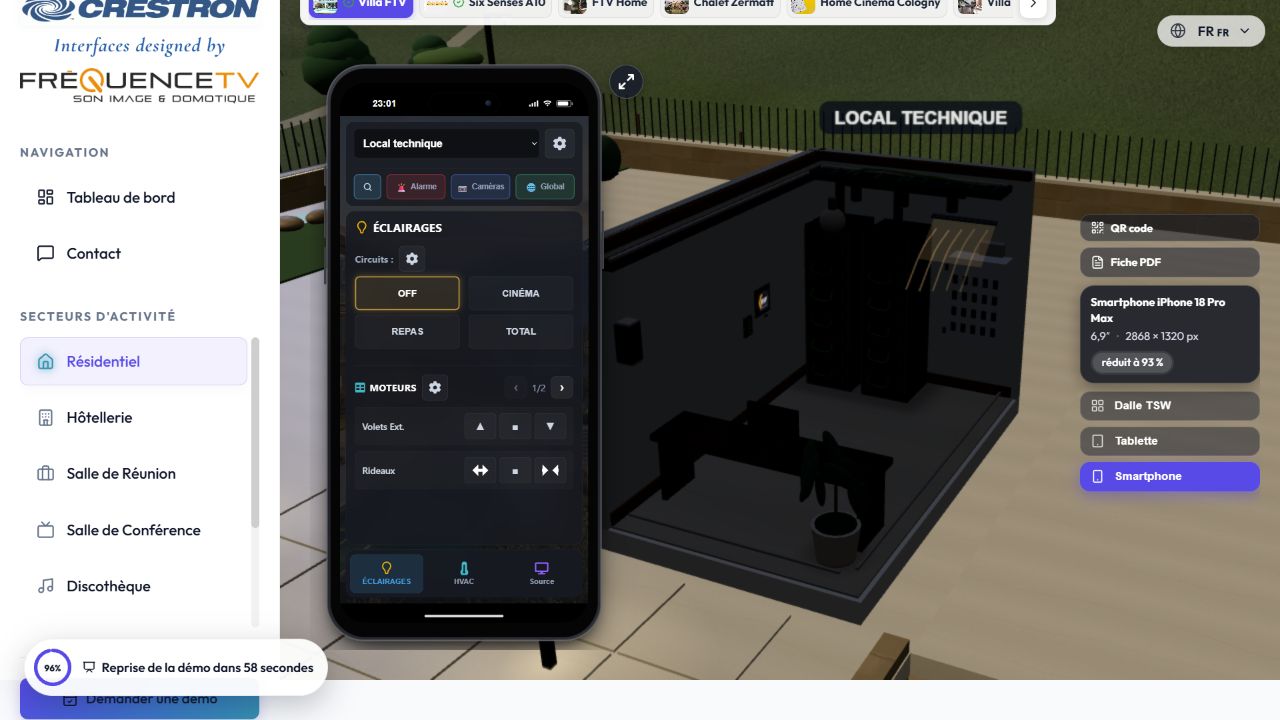 CRESTRON
Interfaces designed by
FRÉQUENCETV
SON IMAGE & DOMOTIQUE
NAVIGATION
Tableau de bord
Contact
SECTEURS D'ACTIVITÉ
Résidentiel
Hôtellerie
Salle de Réunion
Salle de Conférence
Discothèque
96%
Reprise de la démo dans 58 secondes
Demander une démo
Villa FTV
Six Senses A10
FTV Home
Chalet Zermatt
Home Cinema Cologny
Villa
FR FR
23:01
Local technique
Alarme
Caméras
Global
ÉCLAIRAGES
Circuits :
OFF
CINÉMA
REPAS
TOTAL
MOTEURS
1/2
Volets Ext.
Rideaux
ÉCLAIRAGES
HVAC
Source
LOCAL TECHNIQUE
QR code
Fiche PDF
Smartphone iPhone 18 Pro
Max
6,9" · 2868 × 1320 px
réduit à 93 %
Dalle TSW
Tablette
Smartphone